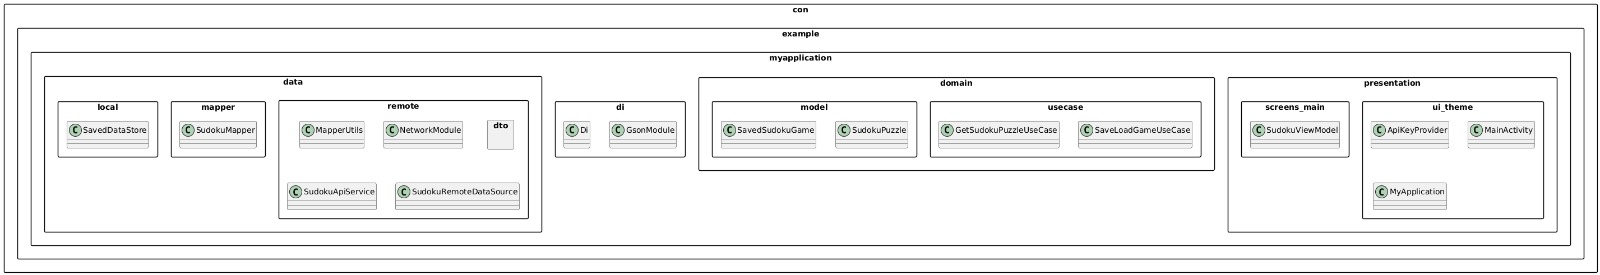 con
example
myapplication
data
local
C SavedDataStore
mapper
C SudokuMapper
remote
C MapperUtils
C NetworkModule
dto
C SudokuApiService
C SudokuRemoteDataSource
di
C Di
C GsonModule
domain
model
C SavedSudokuGame
C SudokuPuzzle
usecase
C GetSudokuPuzzleUseCase
C SaveLoadGameUseCase
presentation
screens_main
C SudokuViewModel
ui_theme
C ApiKeyProvider
C MainActivity
C MyApplication